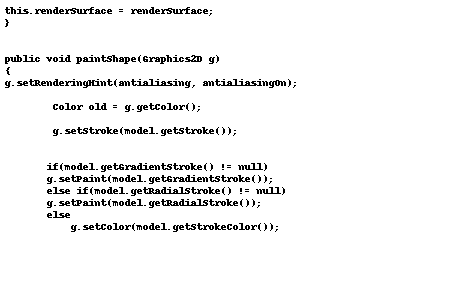 this.renderSurface = renderSurface;
}
public void paintShape(Graphics2D g)
{
g.setRenderingHint(antialiasing, antialiasingOn);
Color old = g.getColor();
g.setStroke(model.getStroke());
if(model.getGradientStroke() != null)
g.setPaint(model.getGradientStroke());
else if(model.getRadialStroke() != null)
g.setPaint(model.getRadialStroke());
else
g.setColor(model.getStrokeColor());